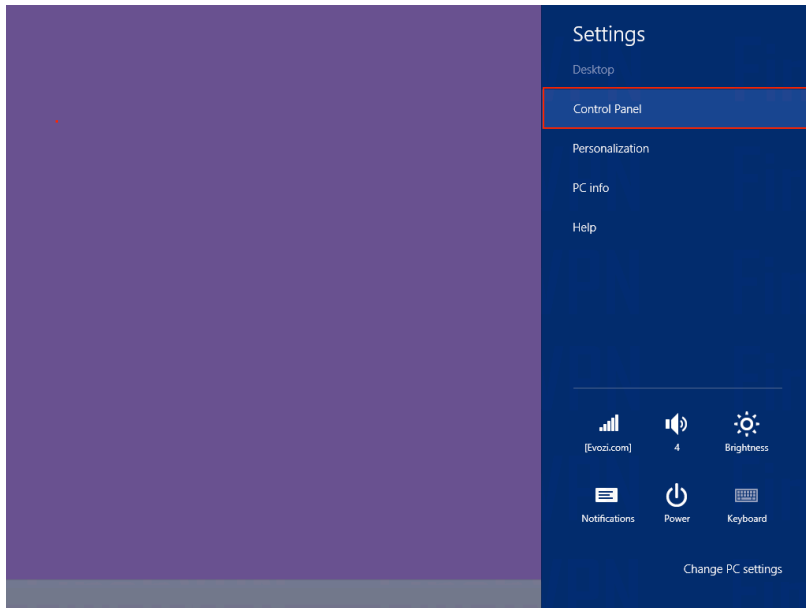 Settings
Desktop
Control Panel
Personalization
PC info
Help
[Evozi.com] 4 Brightness
Notifications Power Keyboard
Change PC settings